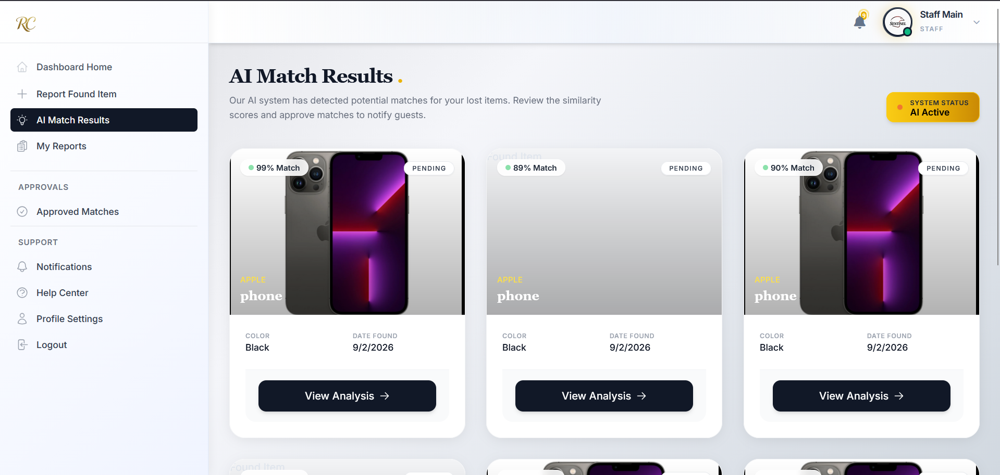 RC
9
SENTINEL
Staff Main
STAFF
Dashboard Home
Report Found Item
AI Match Results
My Reports
APPROVALS
Approved Matches
SUPPORT
Notifications
Help Center
Profile Settings
Logout
AI Match Results .
Our AI system has detected potential matches for your lost items. Review the similarity
scores and approve matches to notify guests.
SYSTEM STATUS
AI Active
99% Match
PENDING
APPLE
phone
COLOR
Black
DATE FOUND
9/2/2026
View Analysis →
ound Item
89% Match
PENDING
APPLE
phone
COLOR
Black
DATE FOUND
9/2/2026
View Analysis →
90% Match
PENDING
APPLE
phone
COLOR
Black
DATE FOUND
9/2/2026
View Analysis →
ound Item